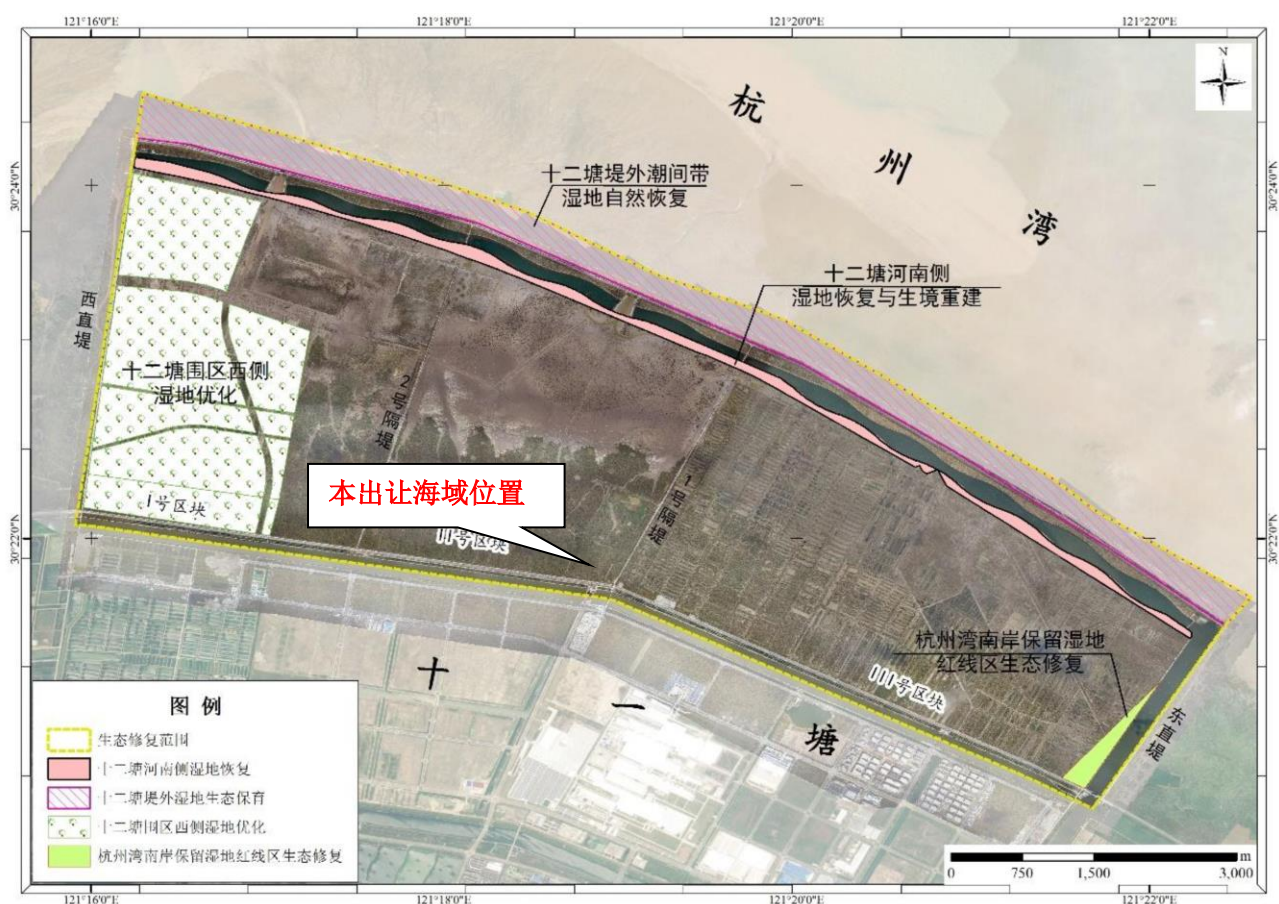 121°16′0″E
121°18′0″E
121°20′0″E
121°22′0″E
N
杭
州
湾
30°24′0″N
30°24′0″N
十二塘堤外潮间带
湿地自然恢复
十二塘河南侧
湿地恢复与生境重建
西直堤
十二塘围区西侧
湿地优化
2号隔堤
1号隔堤
本出让海域位置
I号区块
II号区块
30°22′0″N
30°22′0″N
杭州湾南岸保留湿地
红线区生态修复
III号区块
东直堤
十
一
塘
图 例
生态修复范围
十二塘河南侧湿地恢复
十二塘堤外湿地生态保育
十二塘围区西侧湿地优化
杭州湾南岸保留湿地红线区生态修复
m
0 750 1,500 3,000
121°16′0″E
121°18′0″E
121°20′0″E
121°22′0″E